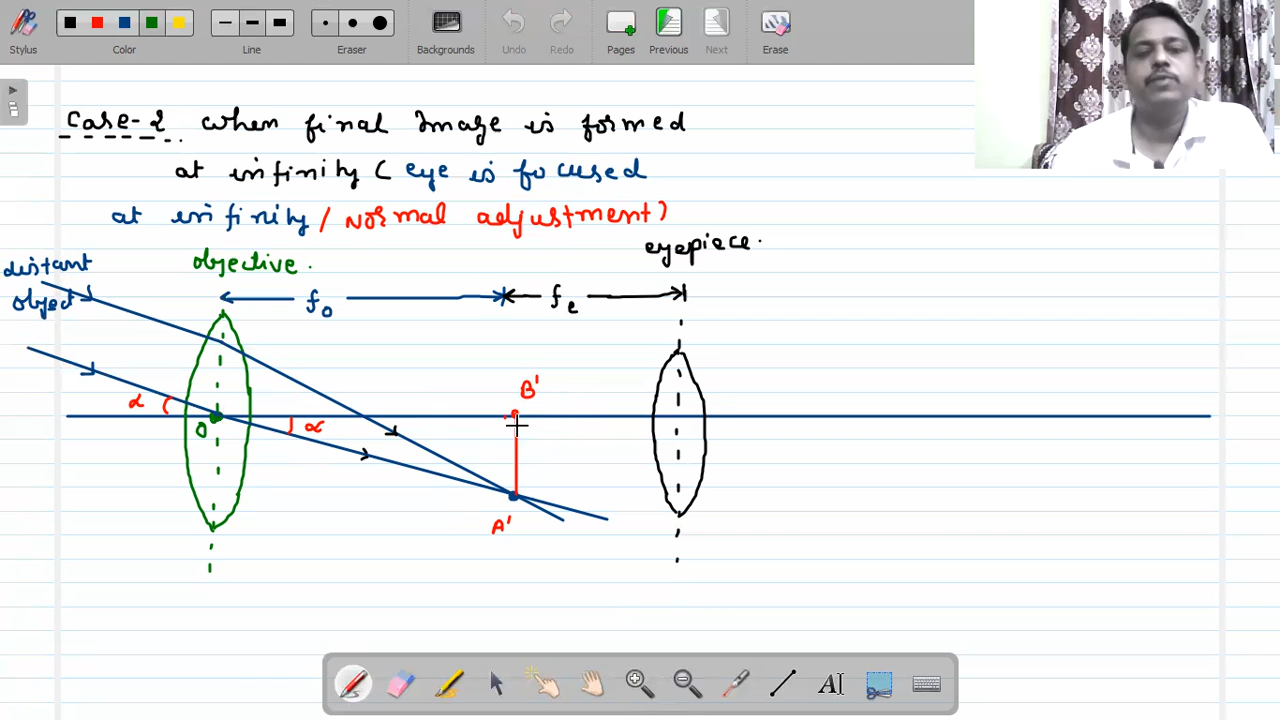 Stylus
Color
Line
Eraser
Backgrounds
Undo
Redo
Pages
Previous
Next
Erase
Case-2 when final Image is formed
at infinity ( eye is focused
at infinity / Normal adjustment)
eyepiece.
objective.
distant
object
fo
fe
B'
α
α
O
A'
A